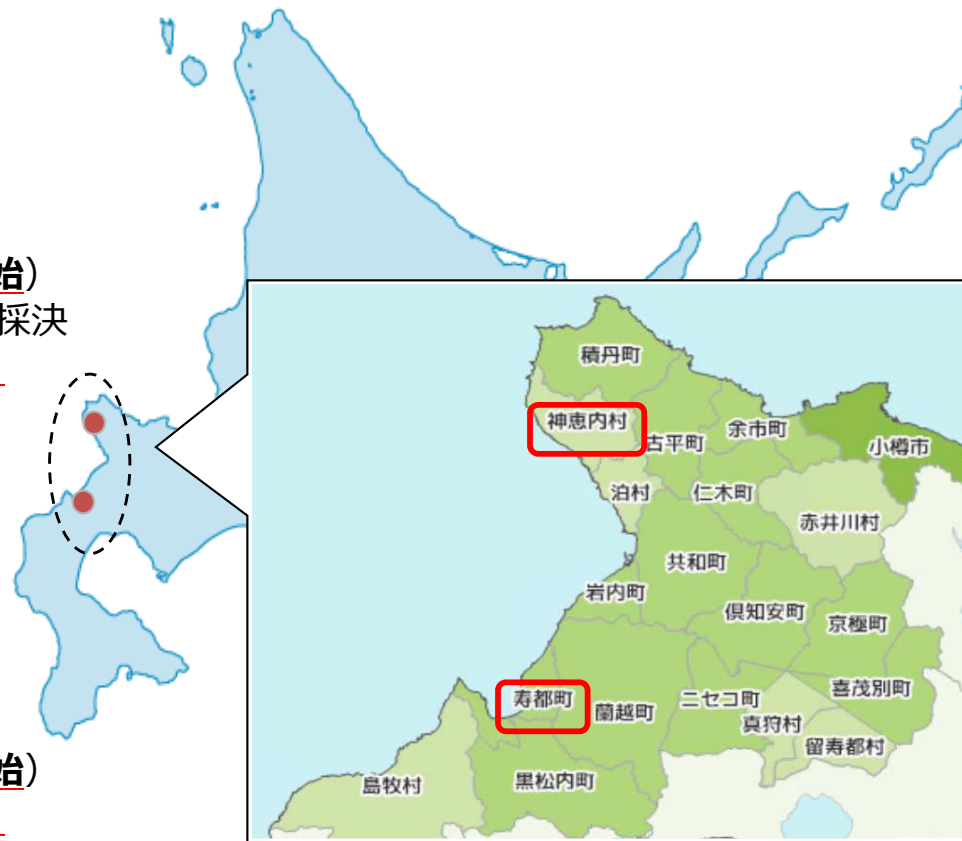 始）
採決
積丹町
神恵内村
古平町
余市町
小樽市
泊村
仁木町
赤井川村
共和町
岩内町
倶知安町
京極町
寿都町
蘭越町
ニセコ町
喜茂別町
真狩村
留寿都村
島牧村
黒松内町
始）